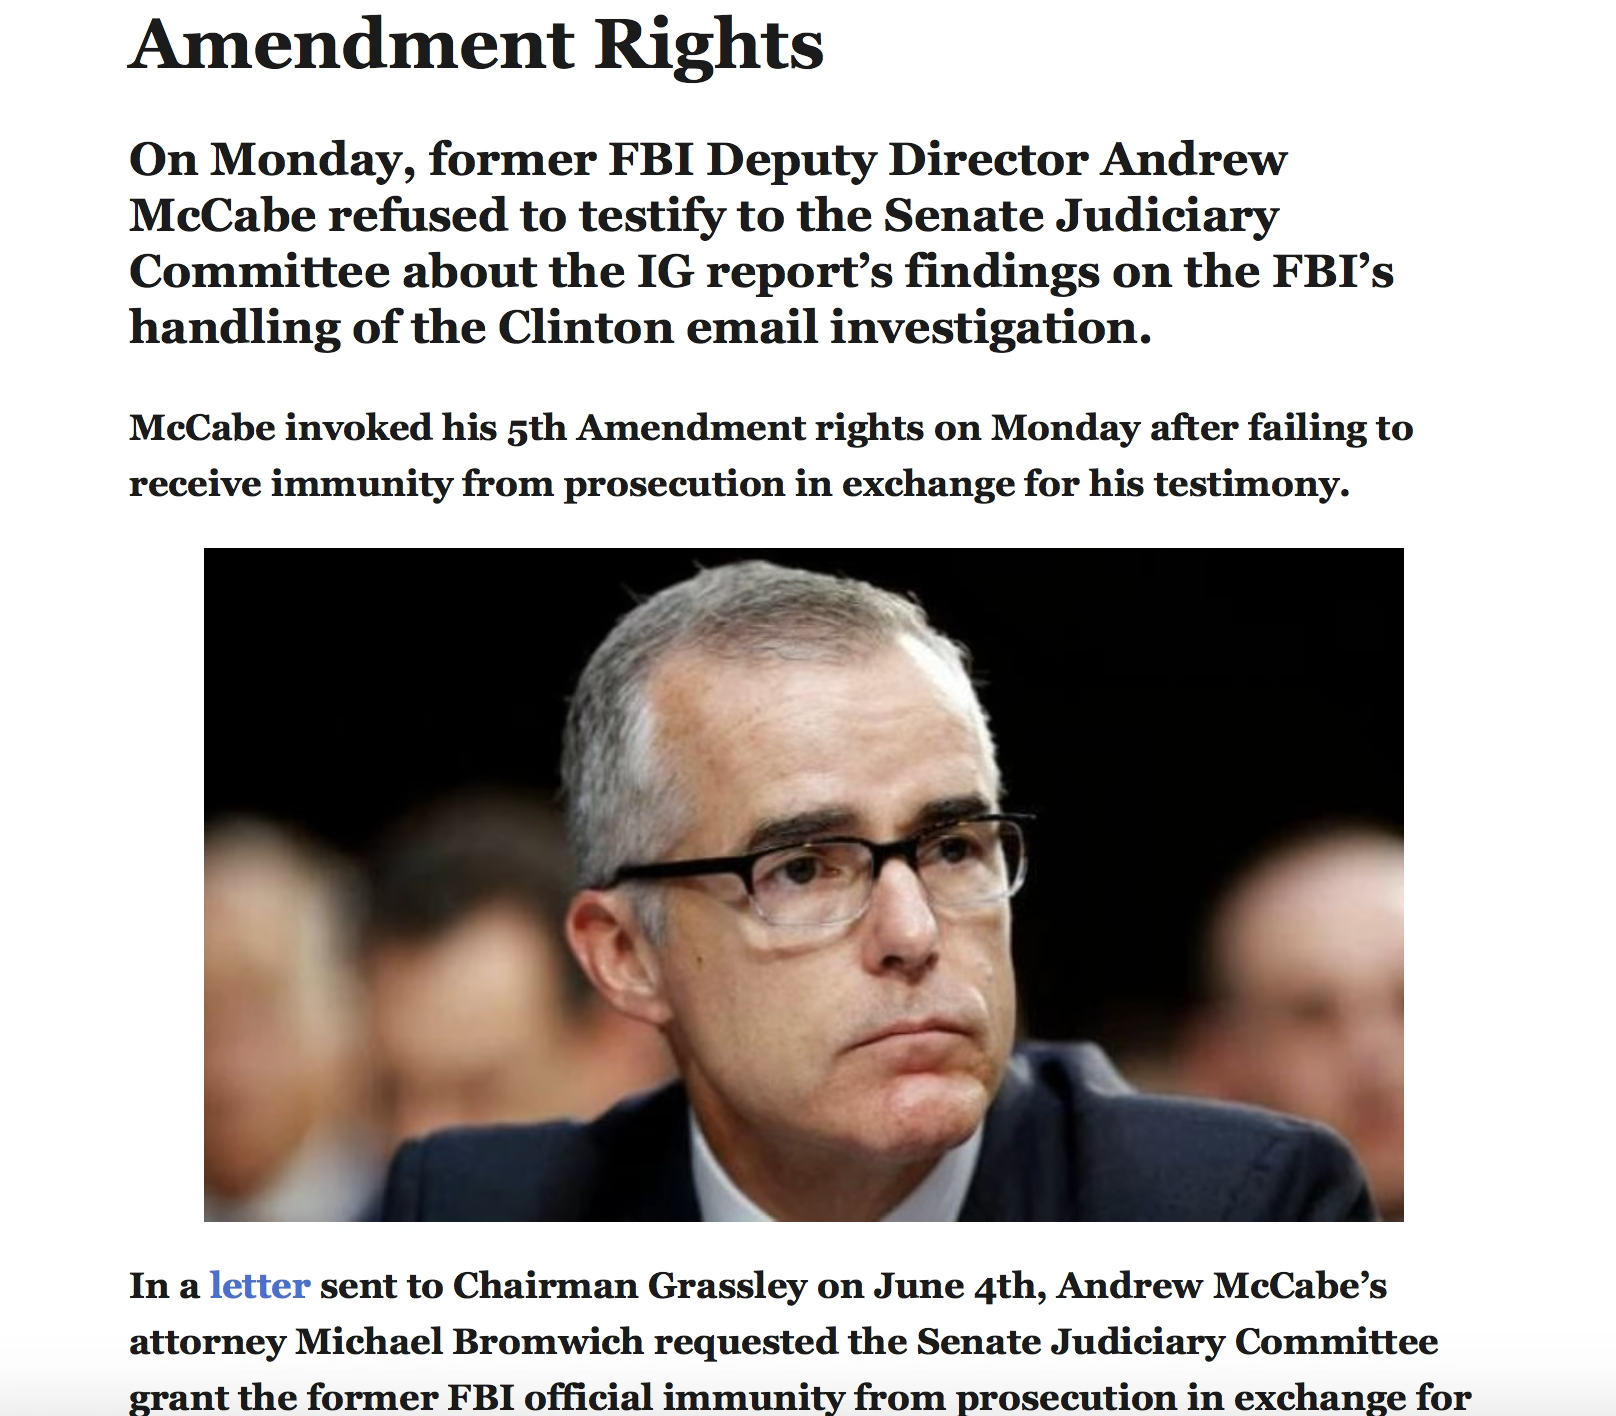 Amendment Rights
On Monday, former FBI Deputy Director Andrew
McCabe refused to testify to the Senate Judiciary
Committee about the IG report’s findings on the FBI’s
handling of the Clinton email investigation.
McCabe invoked his 5th Amendment rights on Monday after failing to
receive immunity from prosecution in exchange for his testimony.
In a letter sent to Chairman Grassley on June 4th, Andrew McCabe’s
attorney Michael Bromwich requested the Senate Judiciary Committee
grant the former FBI official immunity from prosecution in exchange for